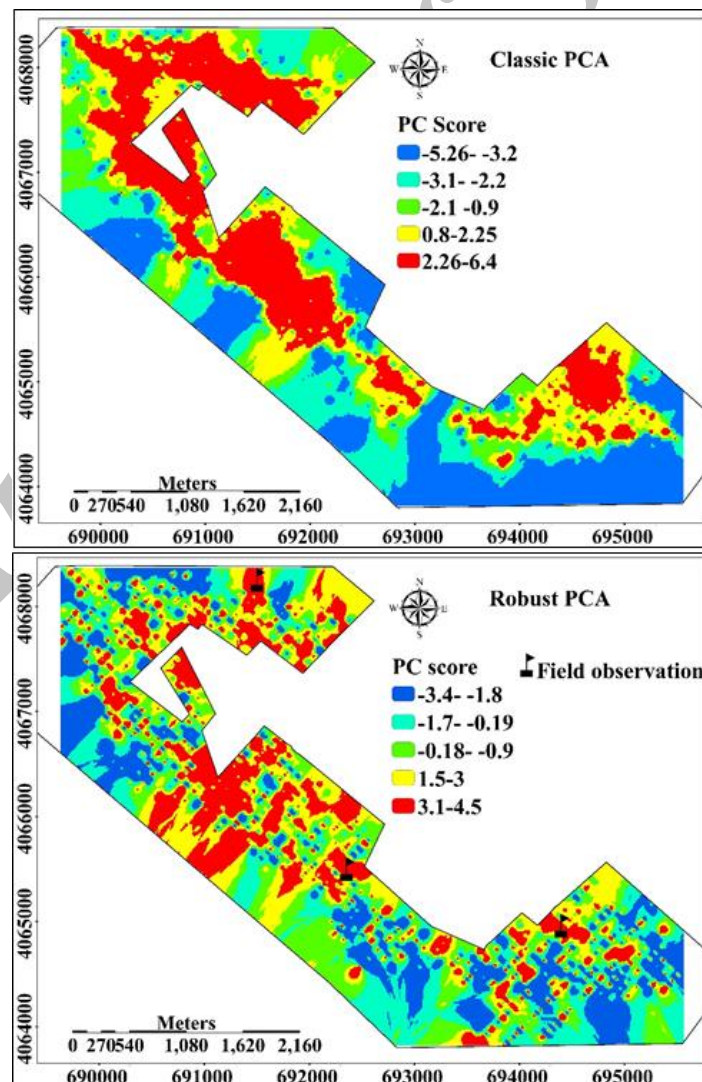 N
W E
S
Classic PCA
PC Score
-5.26- -3.2
-3.1- -2.2
-2.1 -0.9
0.8-2.25
2.26-6.4
4068000
4067000
4066000
4065000
4064000
Meters
0 270540 1,080 1,620 2,160
690000 691000 692000 693000 694000 695000
N
W E
S
Robust PCA
PC score
Field observation
-3.4- -1.8
-1.7- -0.19
-0.18- -0.9
1.5-3
3.1-4.5
4068000
4067000
4066000
4065000
4064000
Meters
0 270540 1,080 1,620 2,160
690000 691000 692000 693000 694000 695000